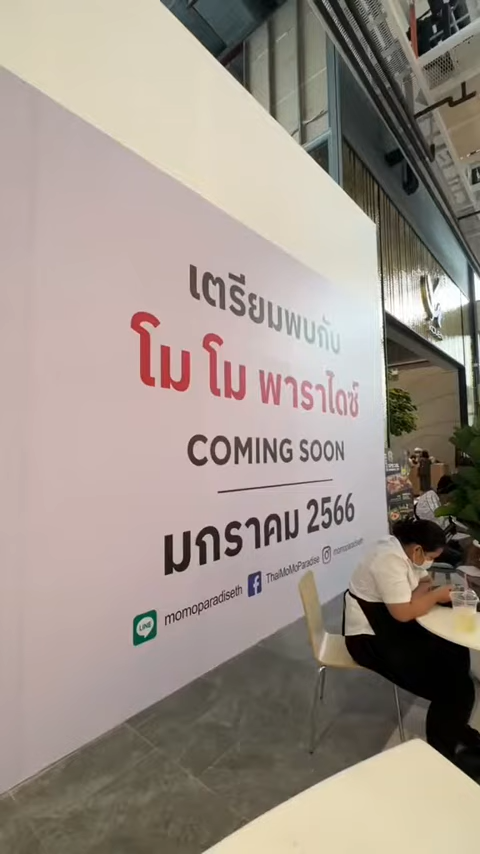 เตรียมพบกับ
โม โม พาราไดซ์
COMING SOON
มกราคม 2566
LINE momoparadiseth f ThaiMoMoParadise momoparadiseth